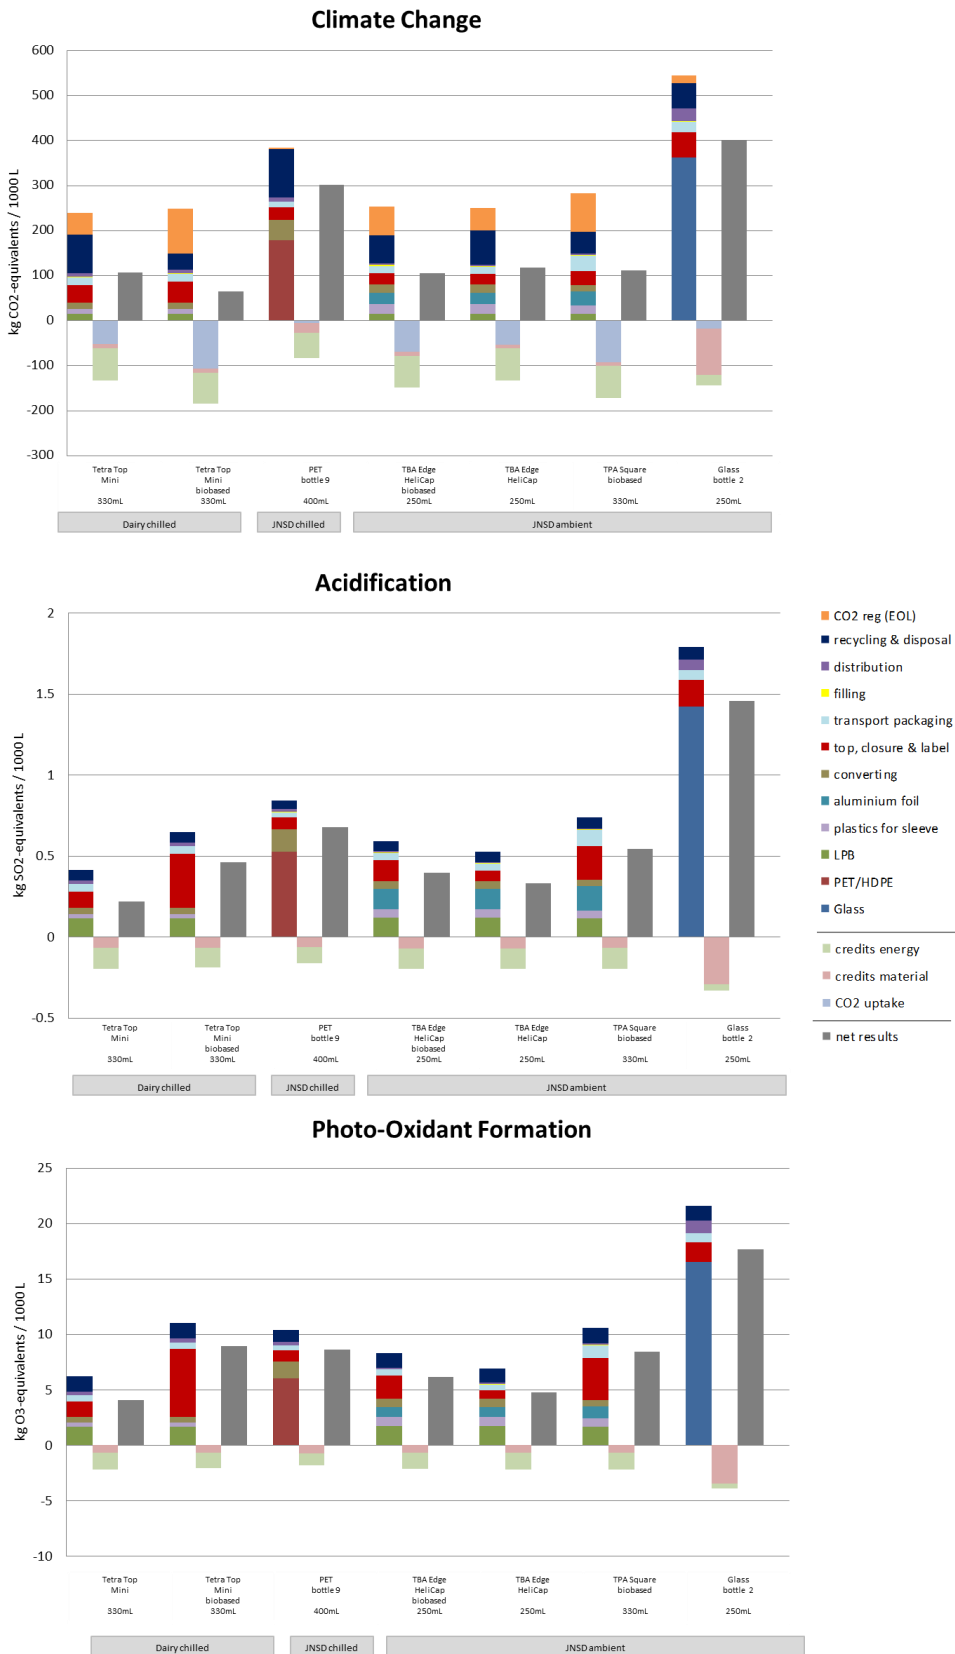 Climate Change
kg CO2-equivalents / 1000 L
600
500
400
300
200
100
0
-100
-200
-300
Tetra Top
Mini
330mL
Tetra Top
Mini
biobased
330mL
PET
bottle 9
400mL
TBA Edge
HeliCap
biobased
250mL
TBA Edge
HeliCap
250mL
TPA Square
biobased
330mL
Glass
bottle 2
250mL
Dairy chilled
JNSD chilled
JNSD ambient
Acidification
kg SO2-equivalents / 1000 L
2
1.5
1
0.5
0
-0.5
Tetra Top
Mini
330mL
Tetra Top
Mini
biobased
330mL
PET
bottle 9
400mL
TBA Edge
HeliCap
biobased
250mL
TBA Edge
HeliCap
250mL
TPA Square
biobased
330mL
Glass
bottle 2
250mL
Dairy chilled
JNSD chilled
JNSD ambient
CO2 reg (EOL)
recycling & disposal
distribution
filling
transport packaging
top, closure & label
converting
aluminium foil
plastics for sleeve
LPB
PET/HDPE
Glass
credits energy
credits material
CO2 uptake
net results
Photo-Oxidant Formation
kg O3-equivalents / 1000 L
25
20
15
10
5
0
-5
-10
Tetra Top
Mini
330mL
Tetra Top
Mini
biobased
330mL
PET
bottle 9
400mL
TBA Edge
HeliCap
biobased
250mL
TBA Edge
HeliCap
250mL
TPA Square
biobased
330mL
Glass
bottle 2
250mL
Dairy chilled
JNSD chilled
JNSD ambient